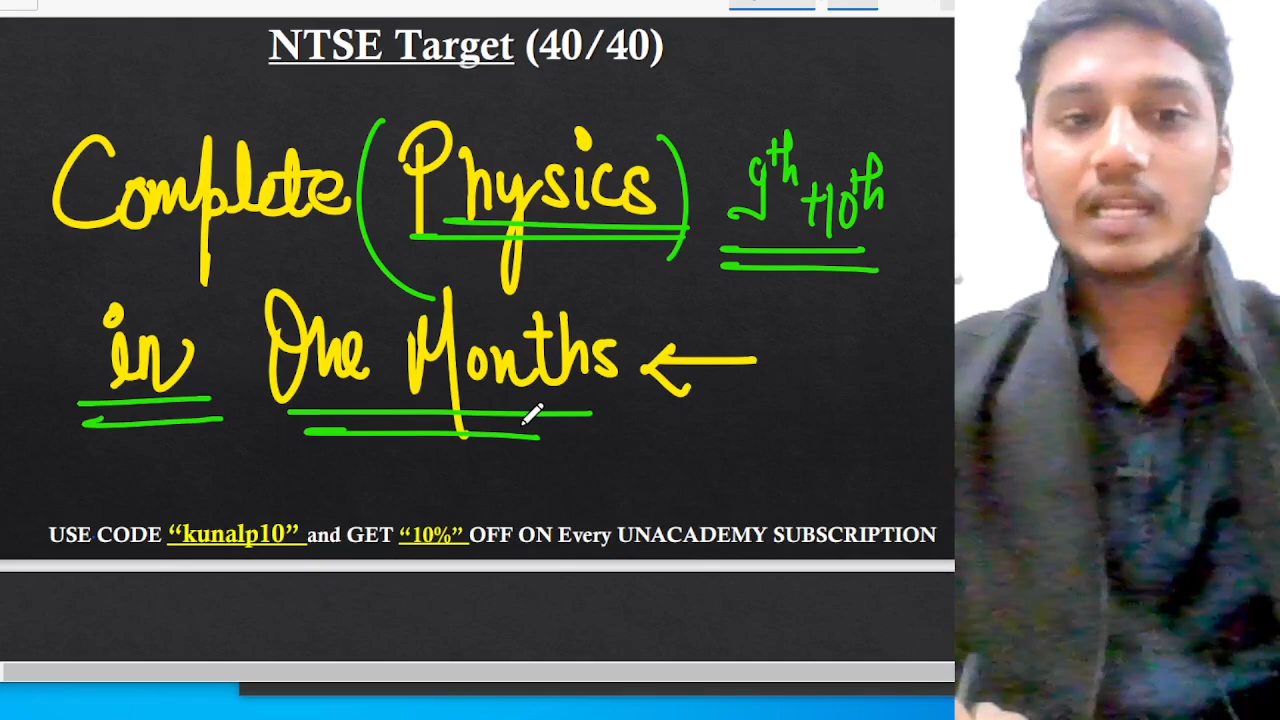 NTSE Target (40/40)
Complete (Physics) 9th +10th
in One Months ←
USE CODE “kunalp10” and GET “10%” OFF ON Every UNACADEMY SUBSCRIPTION